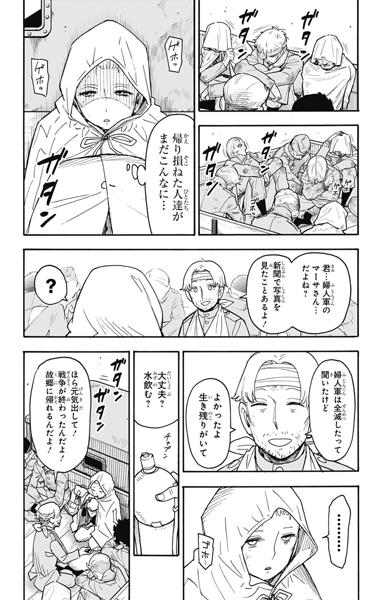 ガタン
ガタン
ガタン
ゲホッ
ゲホッ
帰り損ねた人達が
まだこんなに…
君…婦人軍の
マーサさん…
だよね？
新聞で写真を
見たことあるよ
？
婦人軍は全滅したって
聞いたけど
よかったよ
生き残りがいて
………
ゲホッ
大丈夫？
水飲む？
チャプン
ガタン
ガタン
ほら元気出して！
戦争が終わったんだよ！
故郷に帰れるんだよ！